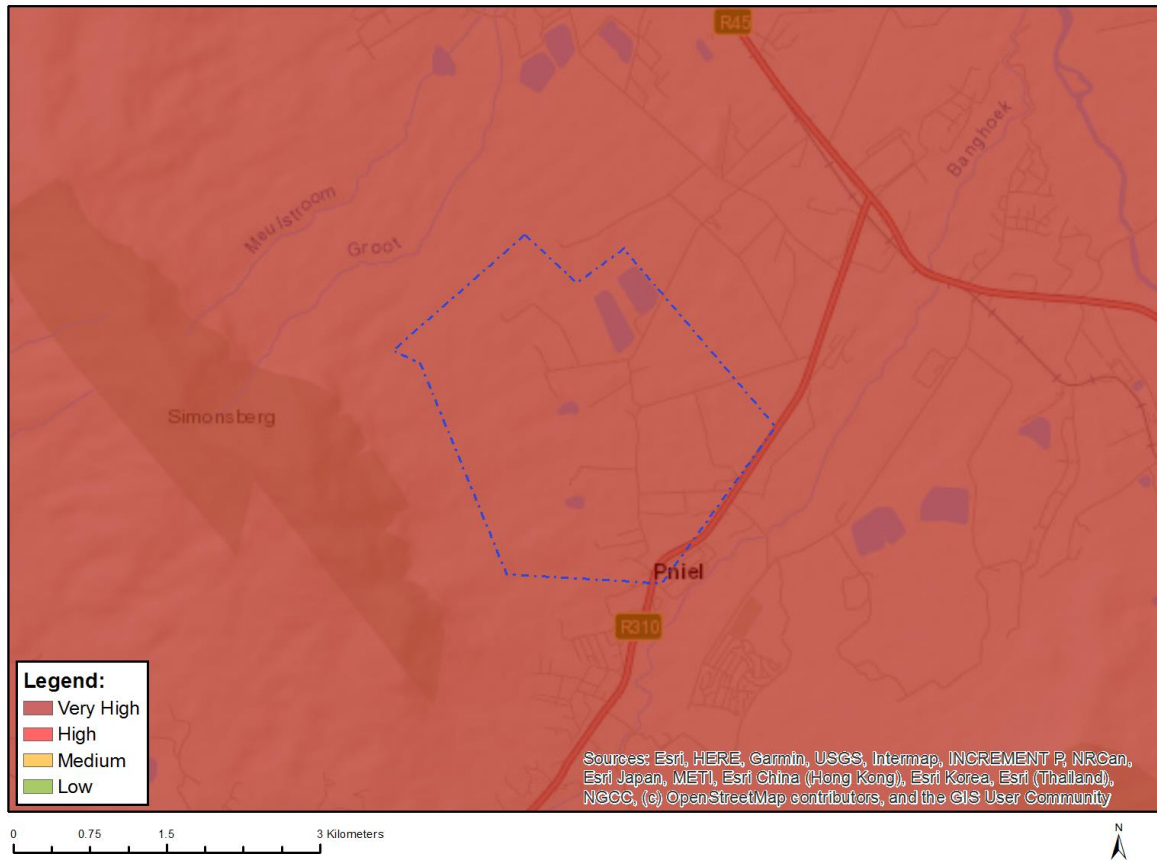 R45
Banghoek
Meulstroom
Groot
Simonsberg
Pniel
R310
Legend:
Very High
High
Medium
Low
Sources: Esri, HERE, Garmin, USGS, Intermap, INCREMENT P, NRCan,
Esri Japan, METI, Esri China (Hong Kong), Esri Korea, Esri (Thailand),
NGCC, (c) OpenStreetMap contributors, and the GIS User Community
0 0.75 1.5 3 Kilometers
N